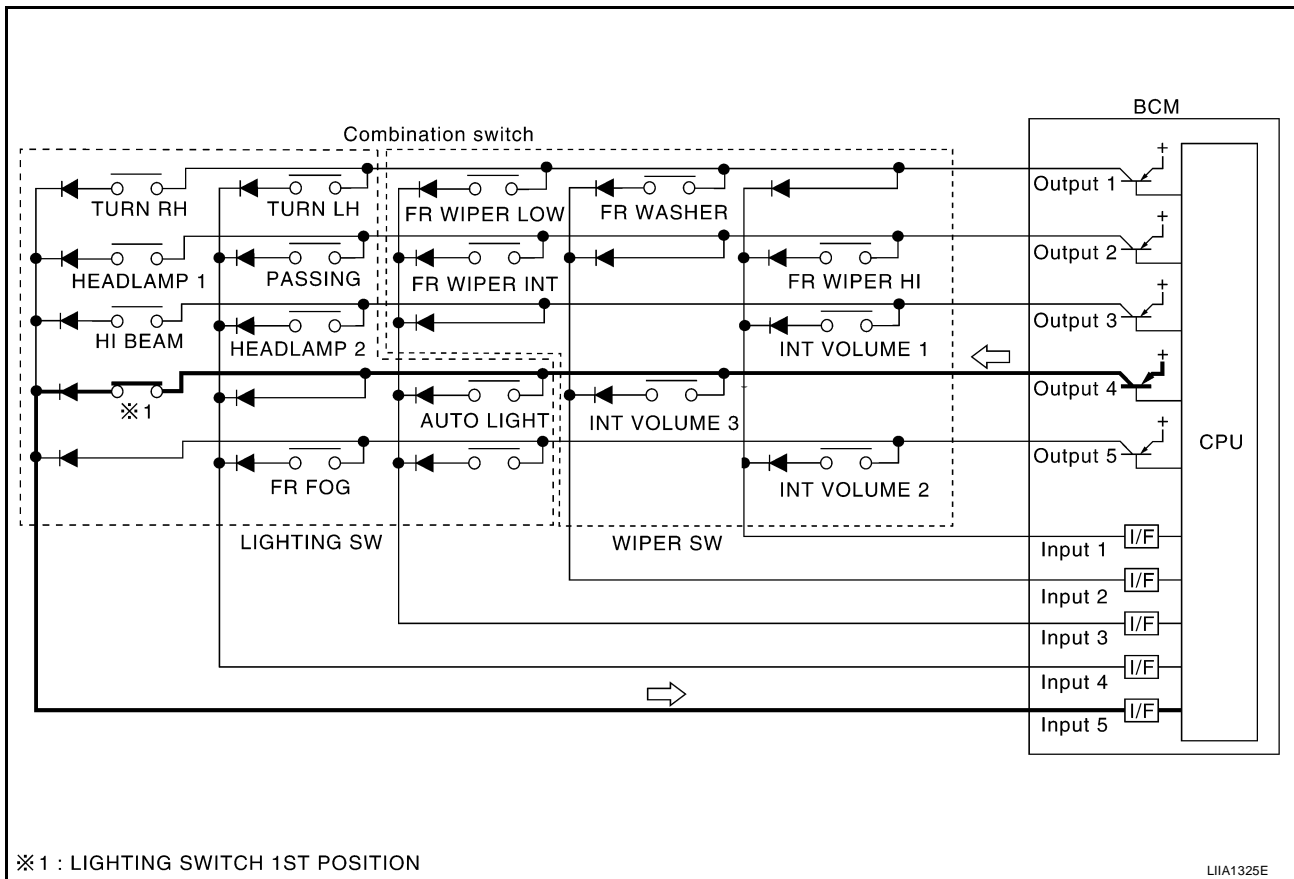 BCM
Combination switch
+
Output 1
TURN RH
TURN LH
FR WIPER LOW
FR WASHER
+
Output 2
HEADLAMP 1
PASSING
FR WIPER INT
FR WIPER HI
+
Output 3
HI BEAM
HEADLAMP 2
INT VOLUME 1
+
Output 4
※1
AUTO LIGHT
INT VOLUME 3
+
Output 5
CPU
FR FOG
INT VOLUME 2
LIGHTING SW
WIPER SW
Input 1
I/F
Input 2
I/F
Input 3
I/F
Input 4
I/F
Input 5
I/F
※1 : LIGHTING SWITCH 1ST POSITION
LIIA1325E